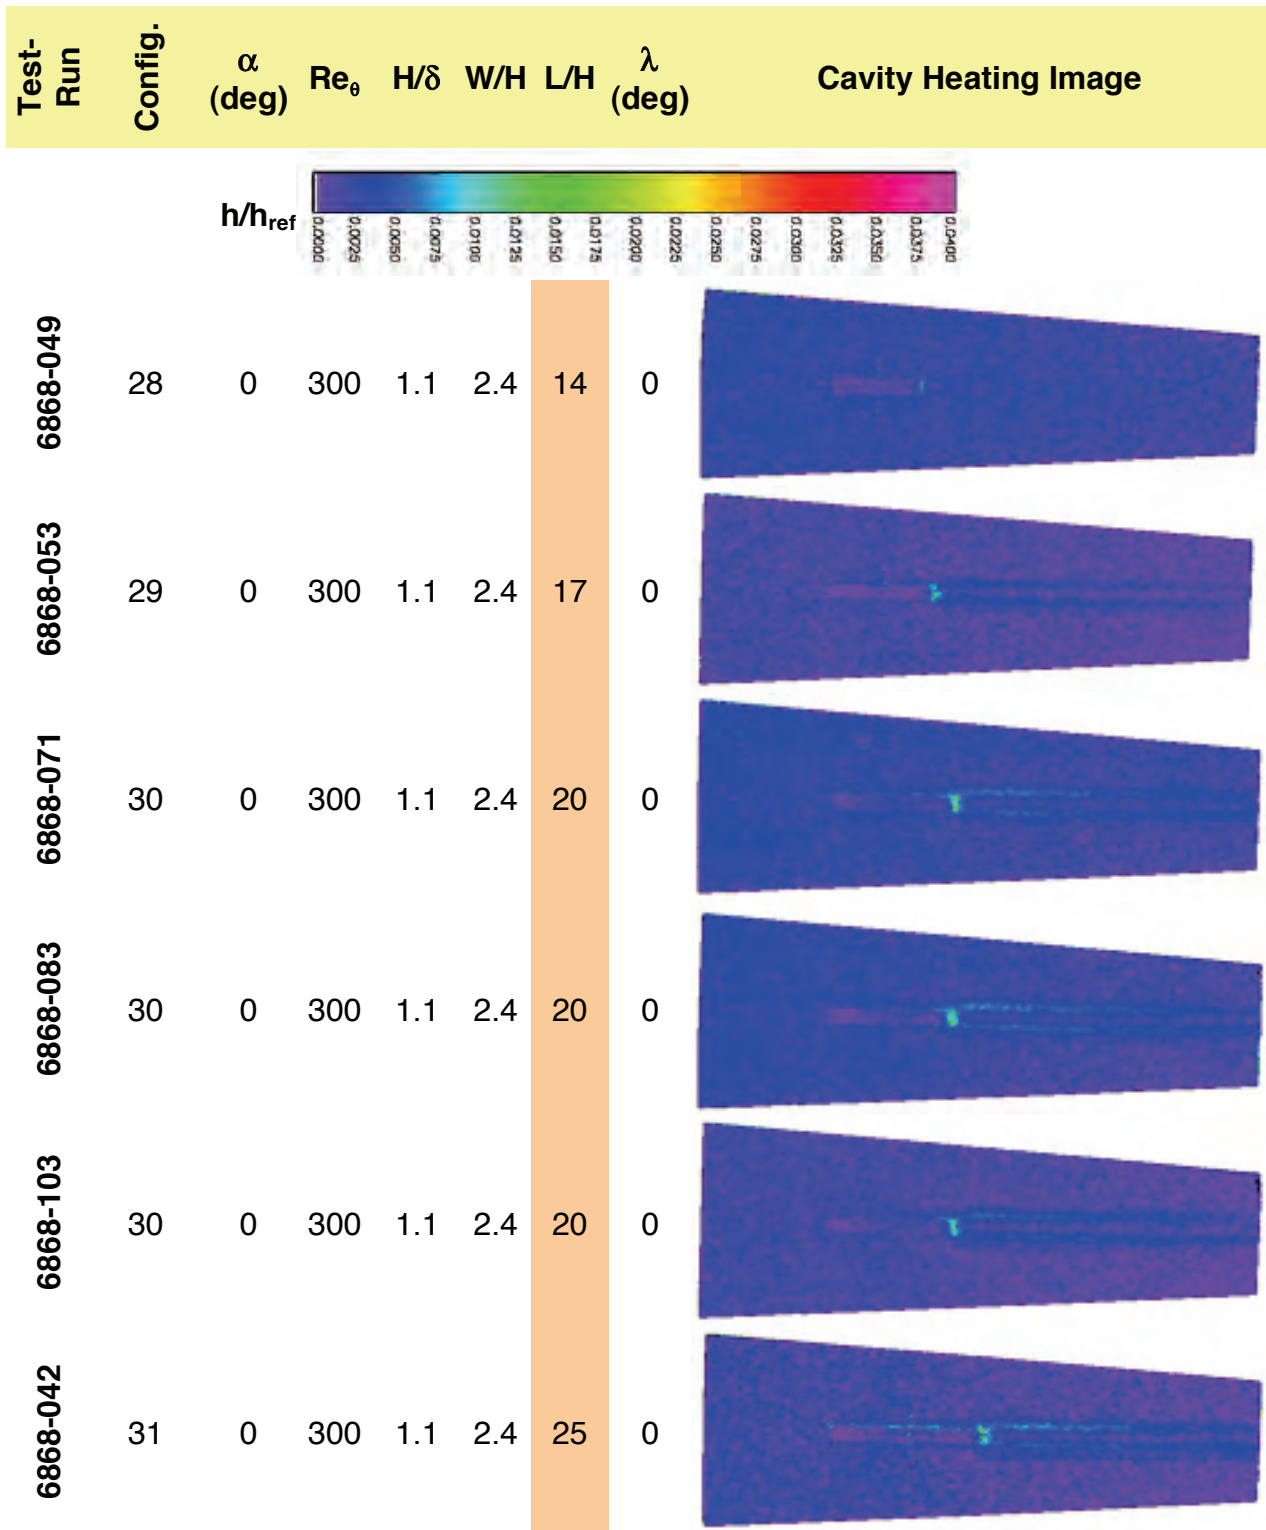 Test-Run Config. α (deg) Reθ H/δ W/H L/H λ (deg) Cavity Heating Image
h/href
0.0000 0.0025 0.0050 0.0075 0.0100 0.0125 0.0150 0.0175 0.0200 0.0225 0.0250 0.0275 0.0300 0.0325 0.0350 0.0375 0.0400
6868-049 28 0 300 1.1 2.4 14 0
6868-053 29 0 300 1.1 2.4 17 0
6868-071 30 0 300 1.1 2.4 20 0
6868-083 30 0 300 1.1 2.4 20 0
6868-103 30 0 300 1.1 2.4 20 0
6868-042 31 0 300 1.1 2.4 25 0